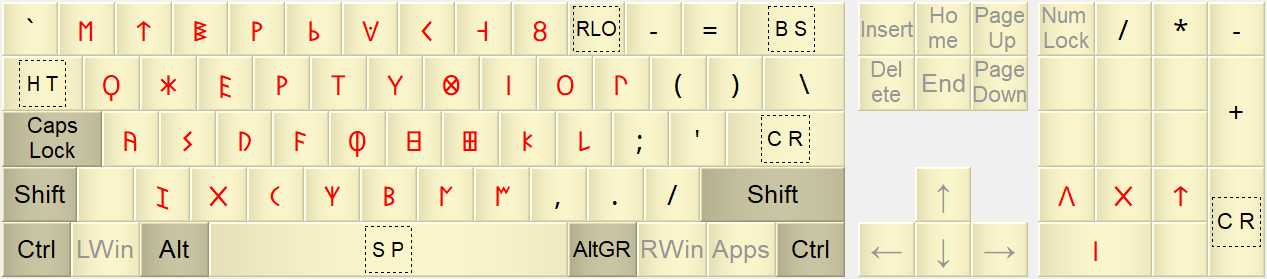 ` 𐌛 𐌞 𐌝 𐌚 RLO - = BS Insert Home Page Up Num Lock / * -
HT 𐌒 𐌄 𐌓 𐌕 𐌈 𐌉 𐌏 𐌐 ( ) \ Delete End Page Down +
Caps Lock 𐌀 𐌔 𐌃 𐌅 𐌘 𐌇 𐌎 𐌊 𐌋 ; ' CR
Shift 𐌆 𐌗 𐌂 𐌙 𐌁 𐌍 𐌌 , . / Shift ↑ 𐌡 𐌢 𐌣 CR
Ctrl LWin Alt SP AltGR RWin Apps Ctrl ← ↓ → 𐌠